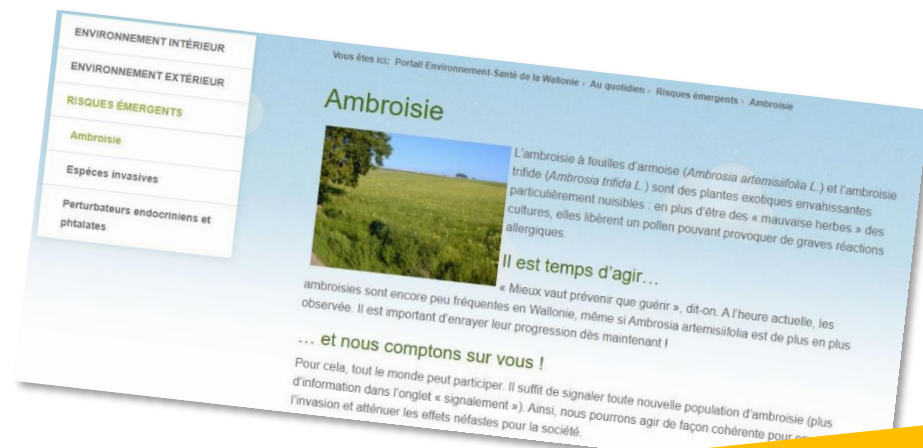 ENVIRONNEMENT INTÉRIEUR
ENVIRONNEMENT EXTÉRIEUR
RISQUES ÉMERGENTS
Ambroisie
Espèces invasives
Perturbateurs endocriniens et
phtalates
Vous êtes ici: Portail Environnement-Santé de la Wallonie › Au quotidien › Risques émergents › Ambroisie
Ambroisie
L'ambroisie à feuilles d'armoise (Ambrosia artemisiifolia L.) et l'ambroisie
trifide (Ambrosia trifida L.) sont des plantes exotiques envahissantes
particulièrement nuisibles : en plus d'être des « mauvaise herbes » des
cultures, elles libèrent un pollen pouvant provoquer de graves réactions
allergiques.
Il est temps d'agir…
« Mieux vaut prévenir que guérir », dit-on. A l'heure actuelle, les
ambroisies sont encore peu fréquentes en Wallonie, même si Ambrosia artemisiifolia est de plus en plus
observée. Il est important d'enrayer leur progression dès maintenant !
… et nous comptons sur vous !
Pour cela, tout le monde peut participer. Il suffit de signaler toute nouvelle population d'ambroisie (plus
d'information dans l'onglet « signalement »). Ainsi, nous pourrons agir de façon cohérente pour
l'invasion et atténuer les effets néfastes pour la société.